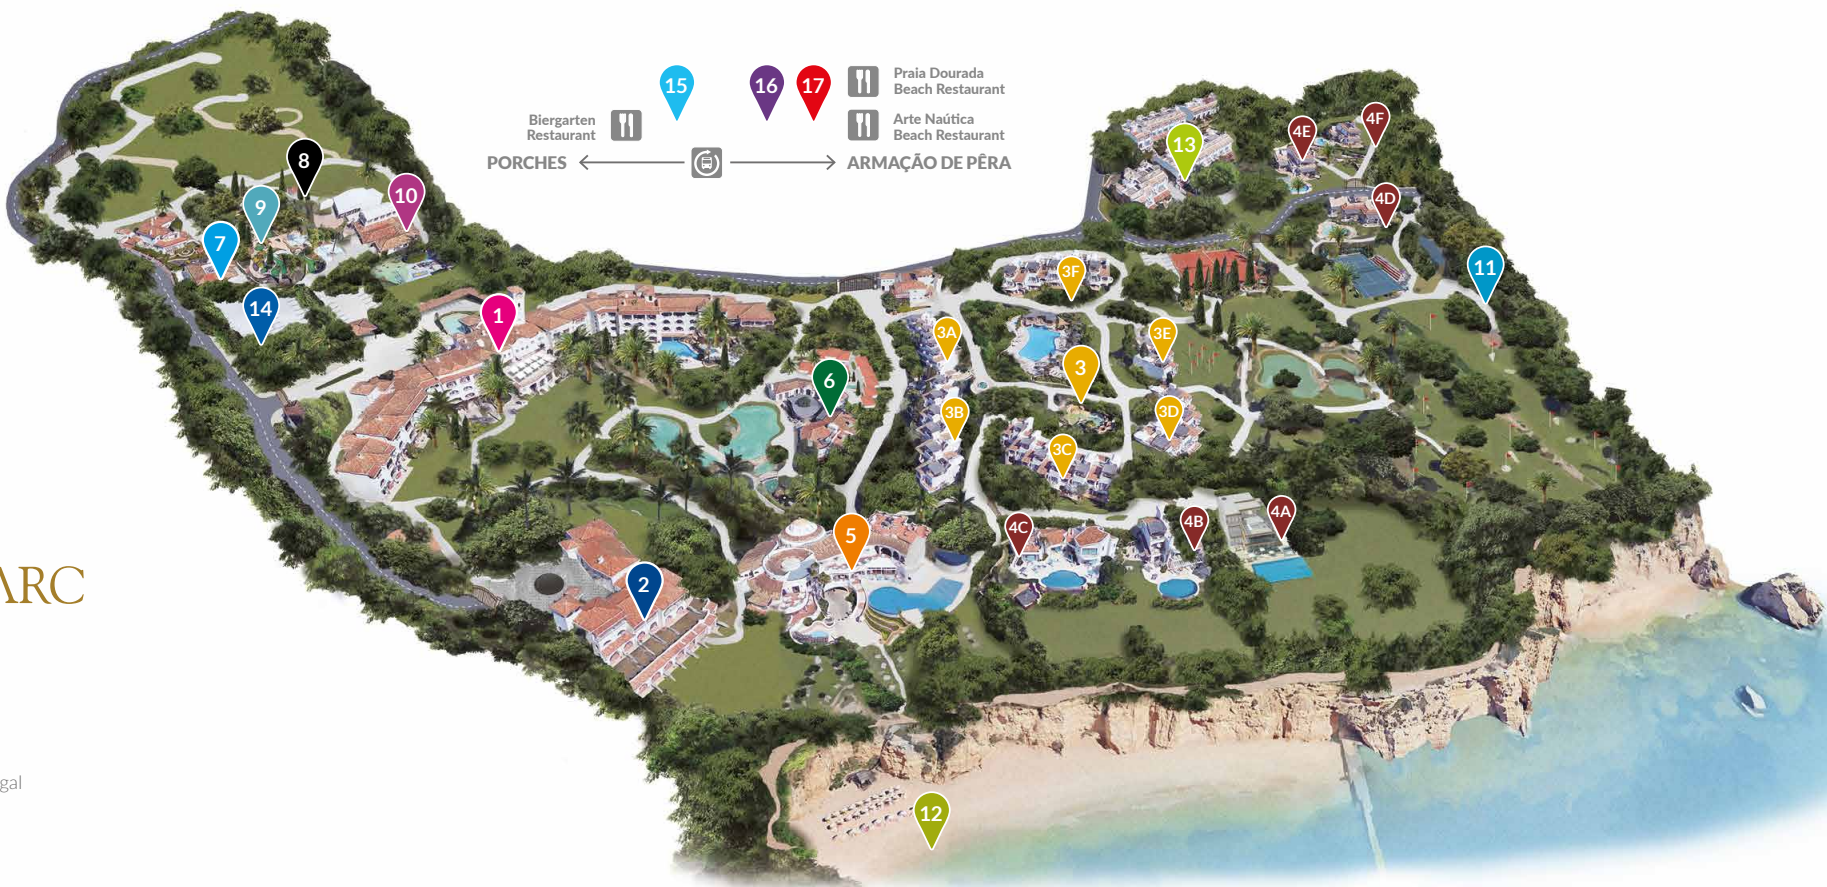 15
16
17
Praia Dourada
Beach Restaurant
Biergarten
Restaurant
Arte Naútica
Beach Restaurant
PORCHES
ARMAÇÃO DE PÊRA
8
10
9
7
14
1
6
5
2
13
4E
4F
4D
11
3F
3A
3E
3
3B
3D
3C
4C
4B
4A
12
ARC
gal